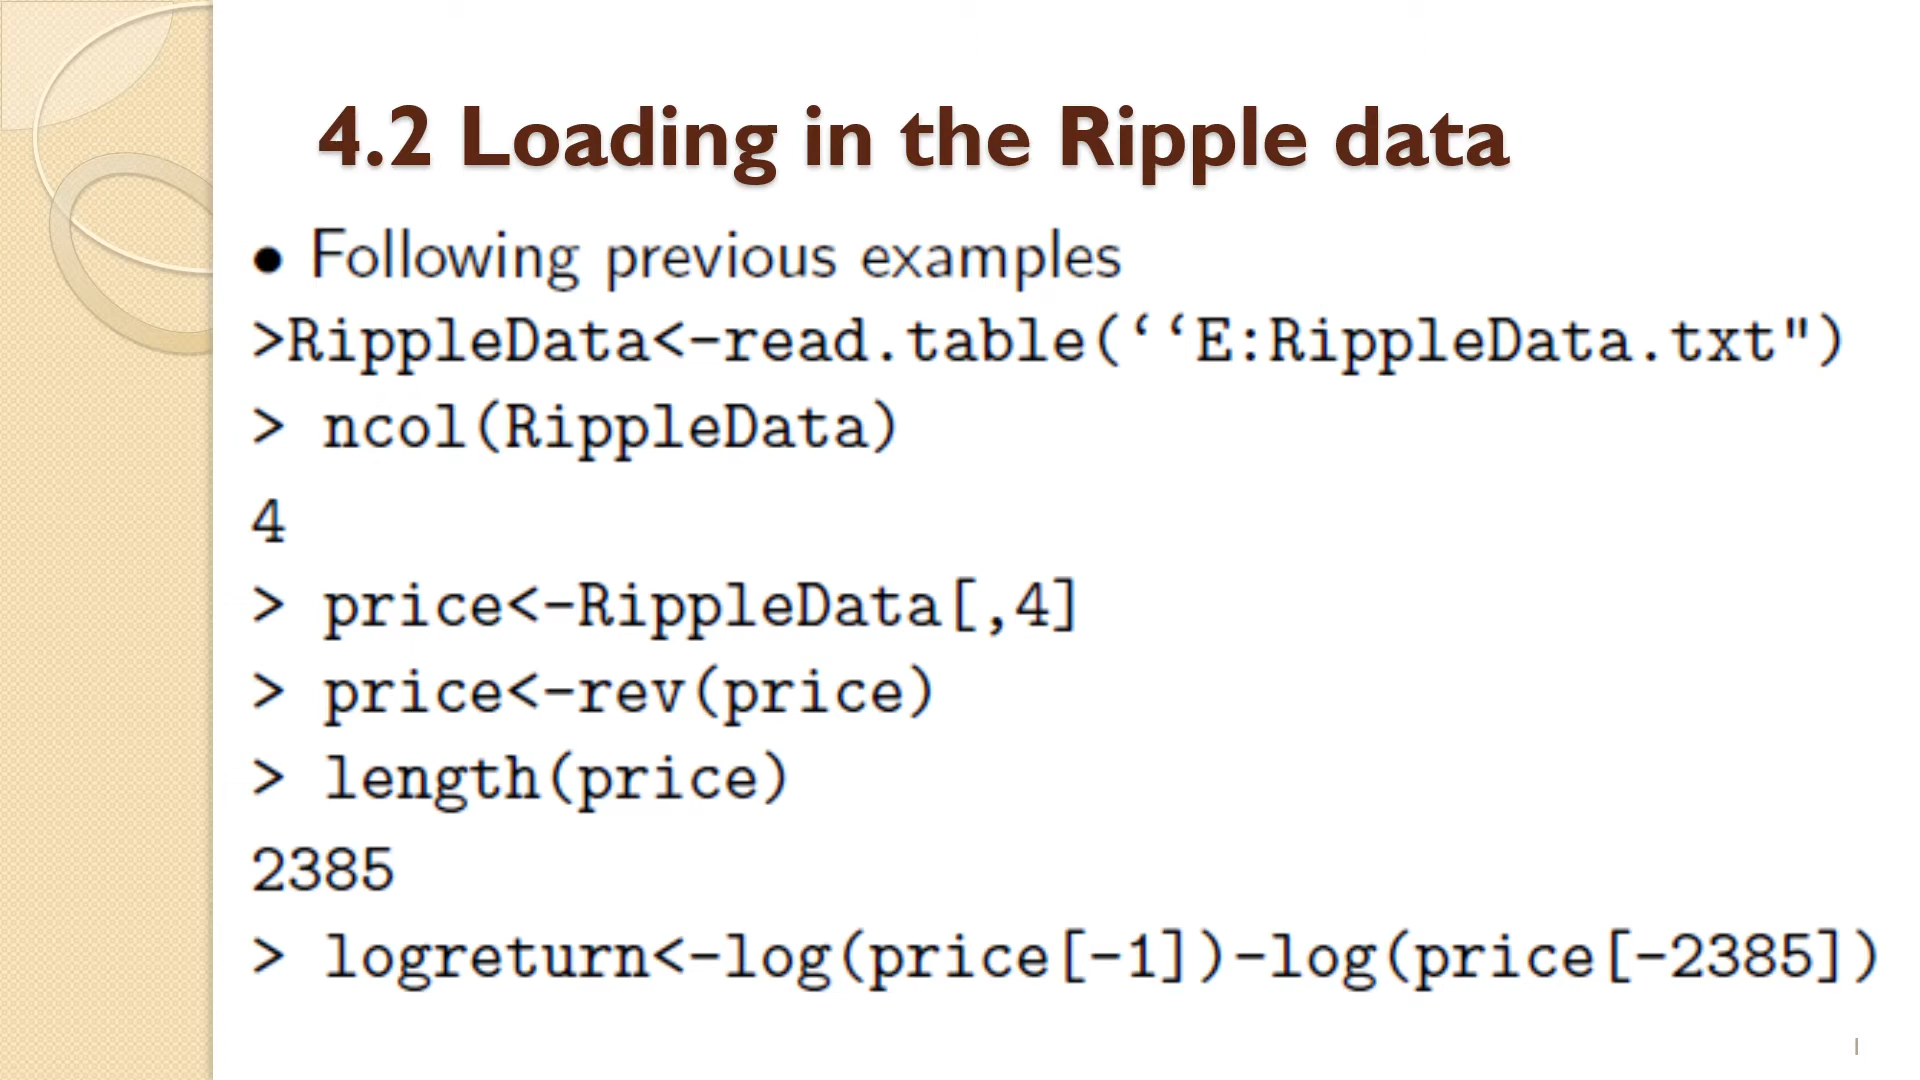 4.2 Loading in the Ripple data
• Following previous examples
>RippleData<-read.table(‘‘E:RippleData.txt")
> ncol(RippleData)
4
> price<-RippleData[,4]
> price<-rev(price)
> length(price)
2385
> logreturn<-log(price[-1])-log(price[-2385])
1